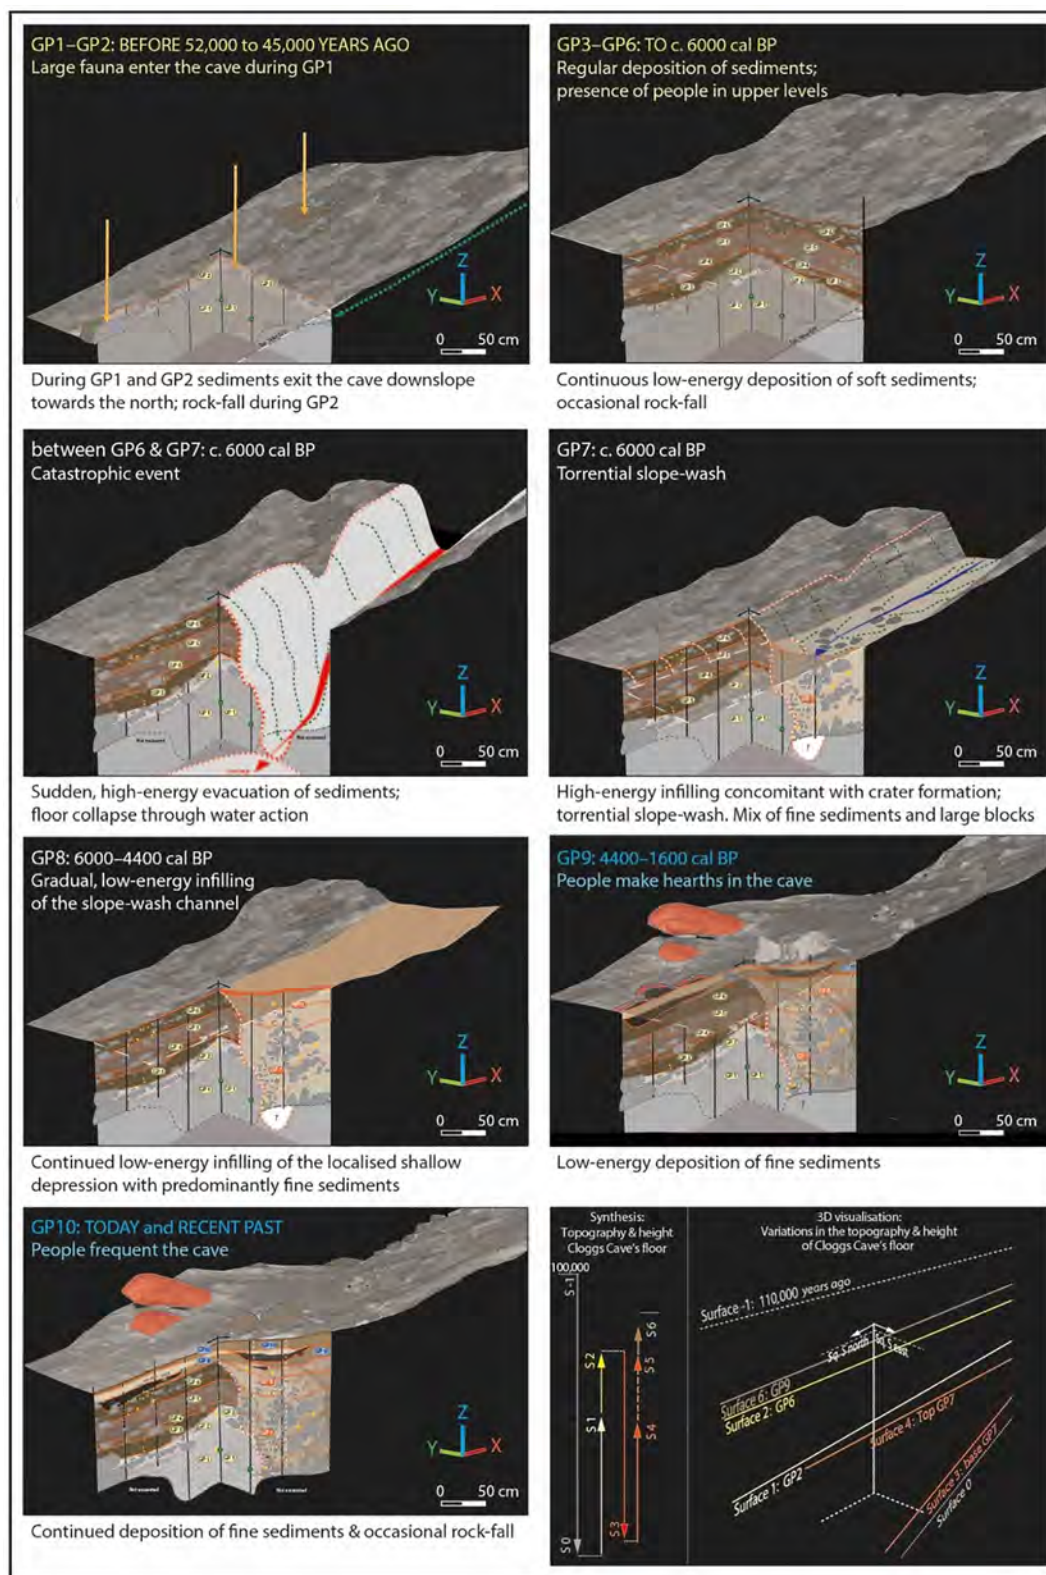 GP1–GP2: BEFORE 52,000 to 45,000 YEARS AGO
Large fauna enter the cave during GP1
Z
Y
X
0 50 cm
During GP1 and GP2 sediments exit the cave downslope
towards the north; rock-fall during GP2
GP3–GP6: TO c. 6000 cal BP
Regular deposition of sediments;
presence of people in upper levels
Z
Y
X
0 50 cm
Continuous low-energy deposition of soft sediments;
occasional rock-fall
between GP6 & GP7: c. 6000 cal BP
Catastrophic event
Z
Y
X
0 50 cm
Sudden, high-energy evacuation of sediments;
floor collapse through water action
GP7: c. 6000 cal BP
Torrential slope-wash
Z
Y
X
0 50 cm
High-energy infilling concomitant with crater formation;
torrential slope-wash. Mix of fine sediments and large blocks
GP8: 6000–4400 cal BP
Gradual, low-energy infilling
of the slope-wash channel
Z
Y
X
0 50 cm
Continued low-energy infilling of the localised shallow
depression with predominantly fine sediments
GP9: 4400–1600 cal BP
People make hearths in the cave
Z
Y
X
0 50 cm
Low-energy deposition of fine sediments
GP10: TODAY and RECENT PAST
People frequent the cave
Z
Y
X
0 50 cm
Continued deposition of fine sediments & occasional rock-fall
Synthesis:
Topography & height
Cloggs Cave's floor
100,000
S -1
S 0
S 1
S 2
S 3
S 4
S 5
S 6
3D visualisation:
Variations in the topography & height
of Cloggs Cave's floor
Surface -1: 110,000 years ago
Sq. S north
Sq. S east
Surface 6: GP9
Surface 2: GP6
Surface 4: Top GP7
Surface 1: GP2
Surface 3: base GP7
Surface 0